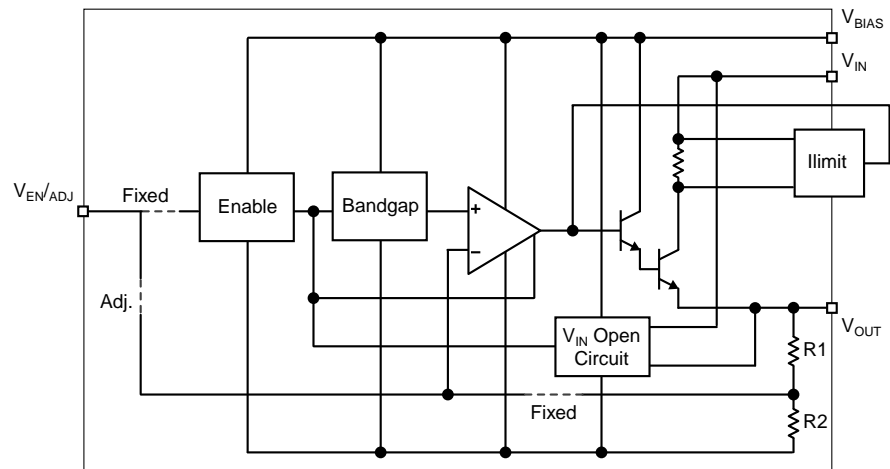 V_BIAS
V_IN
Ilimit
V_EN/ADJ
Fixed
Enable
Bandgap
+
−
Adj.
V_IN Open
Circuit
V_OUT
R1
Fixed
R2